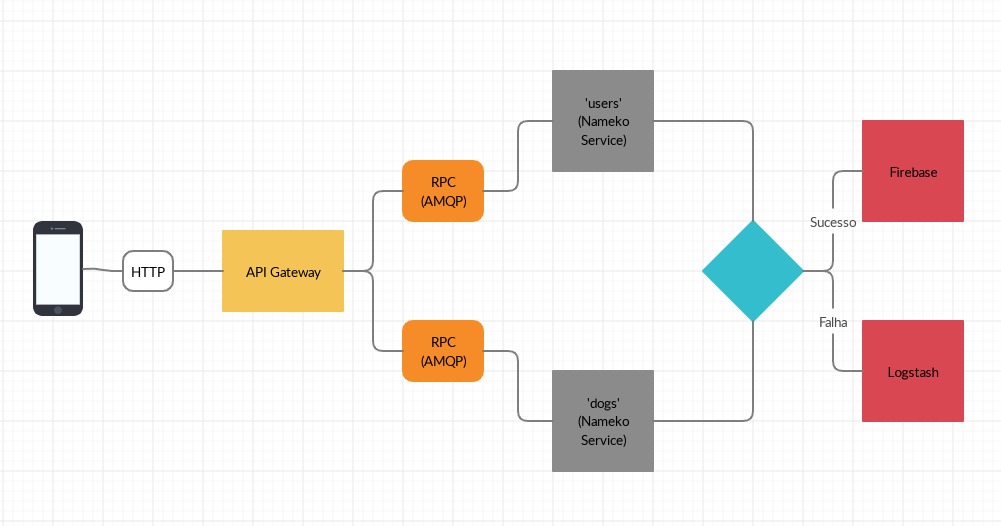 HTTP
API Gateway
RPC
(AMQP)
RPC
(AMQP)
'users'
(Nameko
Service)
'dogs'
(Nameko
Service)
Sucesso
Falha
Firebase
Logstash